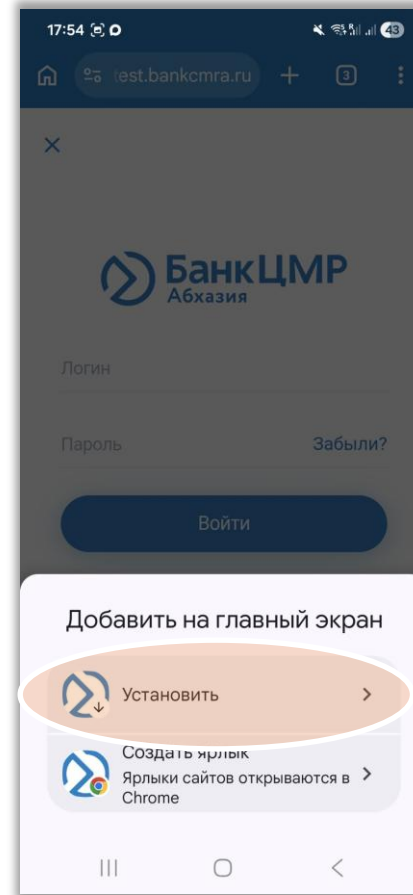 17:54
43
test.bankcmra.ru
3
БанкЦМР
Абхазия
Логин
Пароль Забыли?
Войти
Добавить на главный экран
Установить
Создать ярлык
Ярлыки сайтов открываются в
Chrome